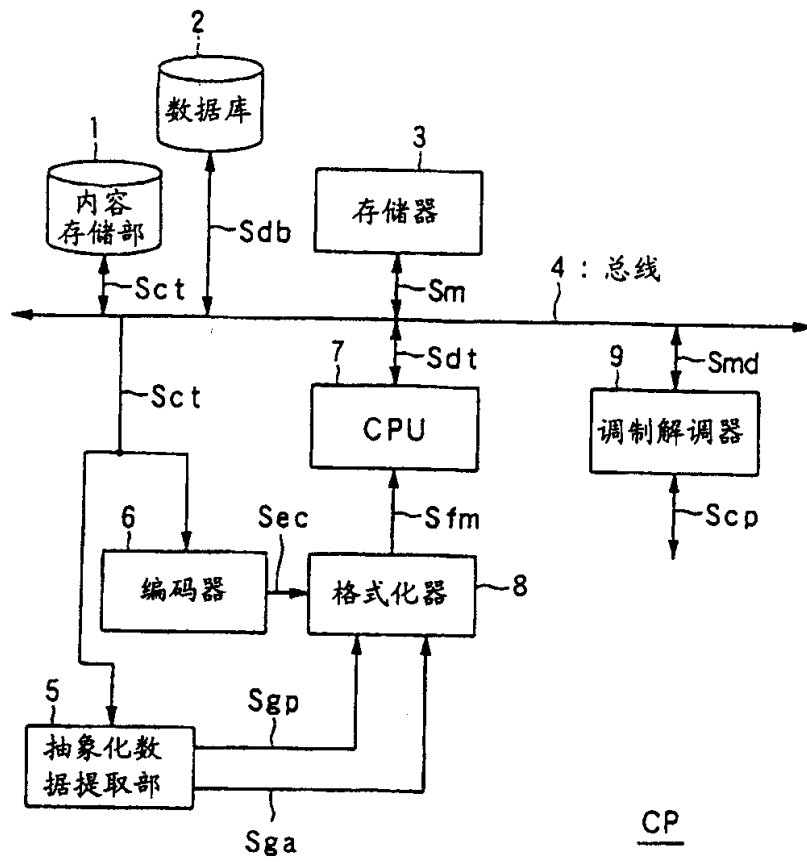 2
数据库
1
内容
存储部
3
存储器
Sdb
Sct
Sm
4：总线
Sdt
7
CPU
Smd
9
调制解调器
Sct
Scp
Sfm
6
编码器
Sec
格式化器
8
5
抽象化数
据提取部
Sgp
Sga
CP